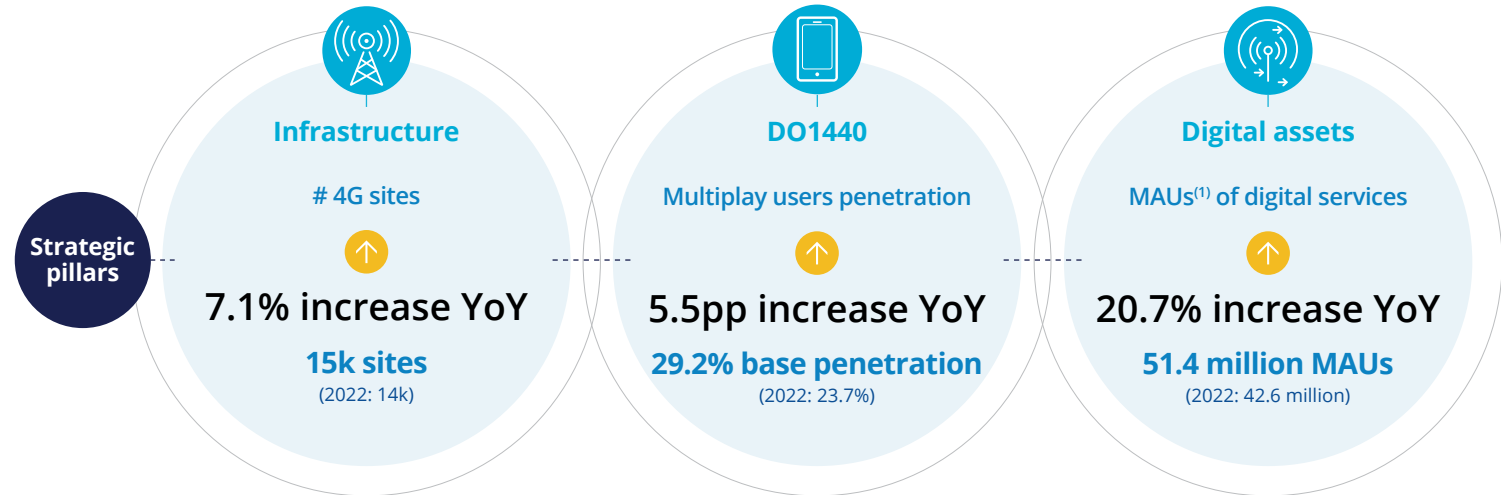 Strategic
pillars
Infrastructure
# 4G sites
7.1% increase YoY
15k sites
(2022: 14k)
DO1440
Multiplay users penetration
5.5pp increase YoY
29.2% base penetration
(2022: 23.7%)
Digital assets
MAUs(1) of digital services
20.7% increase YoY
51.4 million MAUs
(2022: 42.6 million)